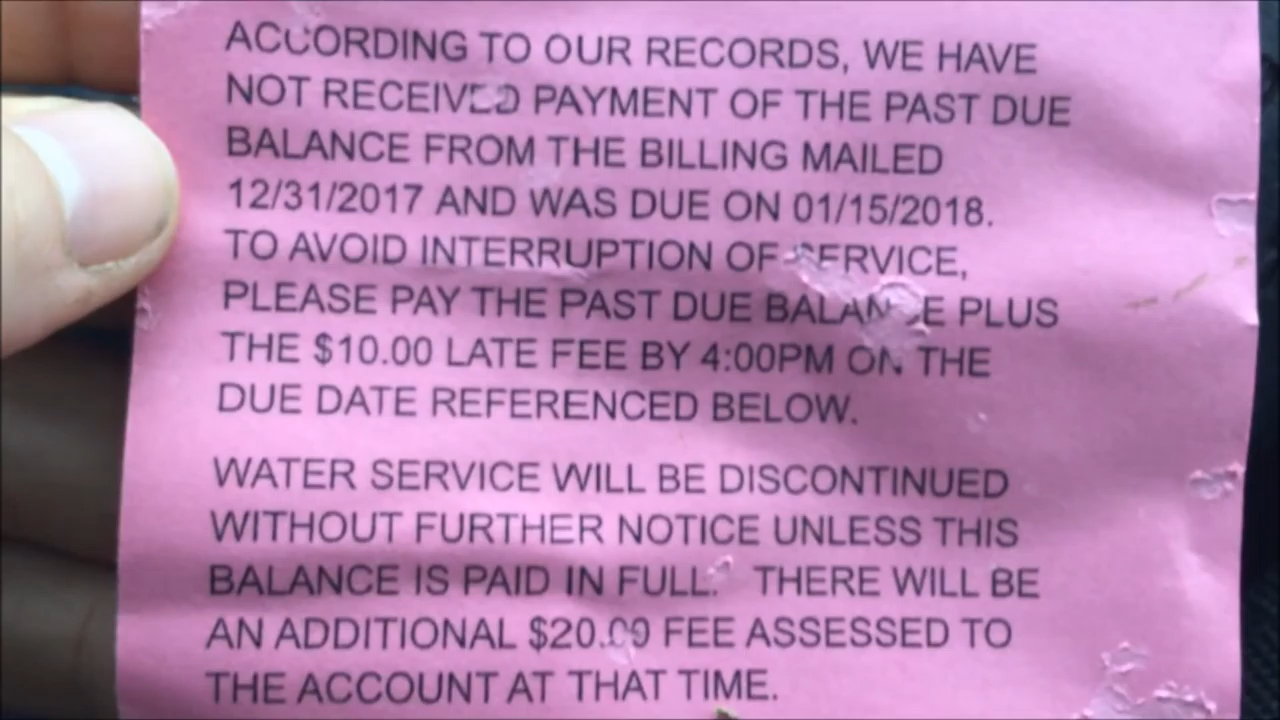 ACCORDING TO OUR RECORDS, WE HAVE
NOT RECEIVED PAYMENT OF THE PAST DUE
BALANCE FROM THE BILLING MAILED
12/31/2017 AND WAS DUE ON 01/15/2018.
TO AVOID INTERRUPTION OF SERVICE,
PLEASE PAY THE PAST DUE BALANCE PLUS
THE $10.00 LATE FEE BY 4:00PM ON THE
DUE DATE REFERENCED BELOW.
WATER SERVICE WILL BE DISCONTINUED
WITHOUT FURTHER NOTICE UNLESS THIS
BALANCE IS PAID IN FULL. THERE WILL BE
AN ADDITIONAL $20.00 FEE ASSESSED TO
THE ACCOUNT AT THAT TIME.